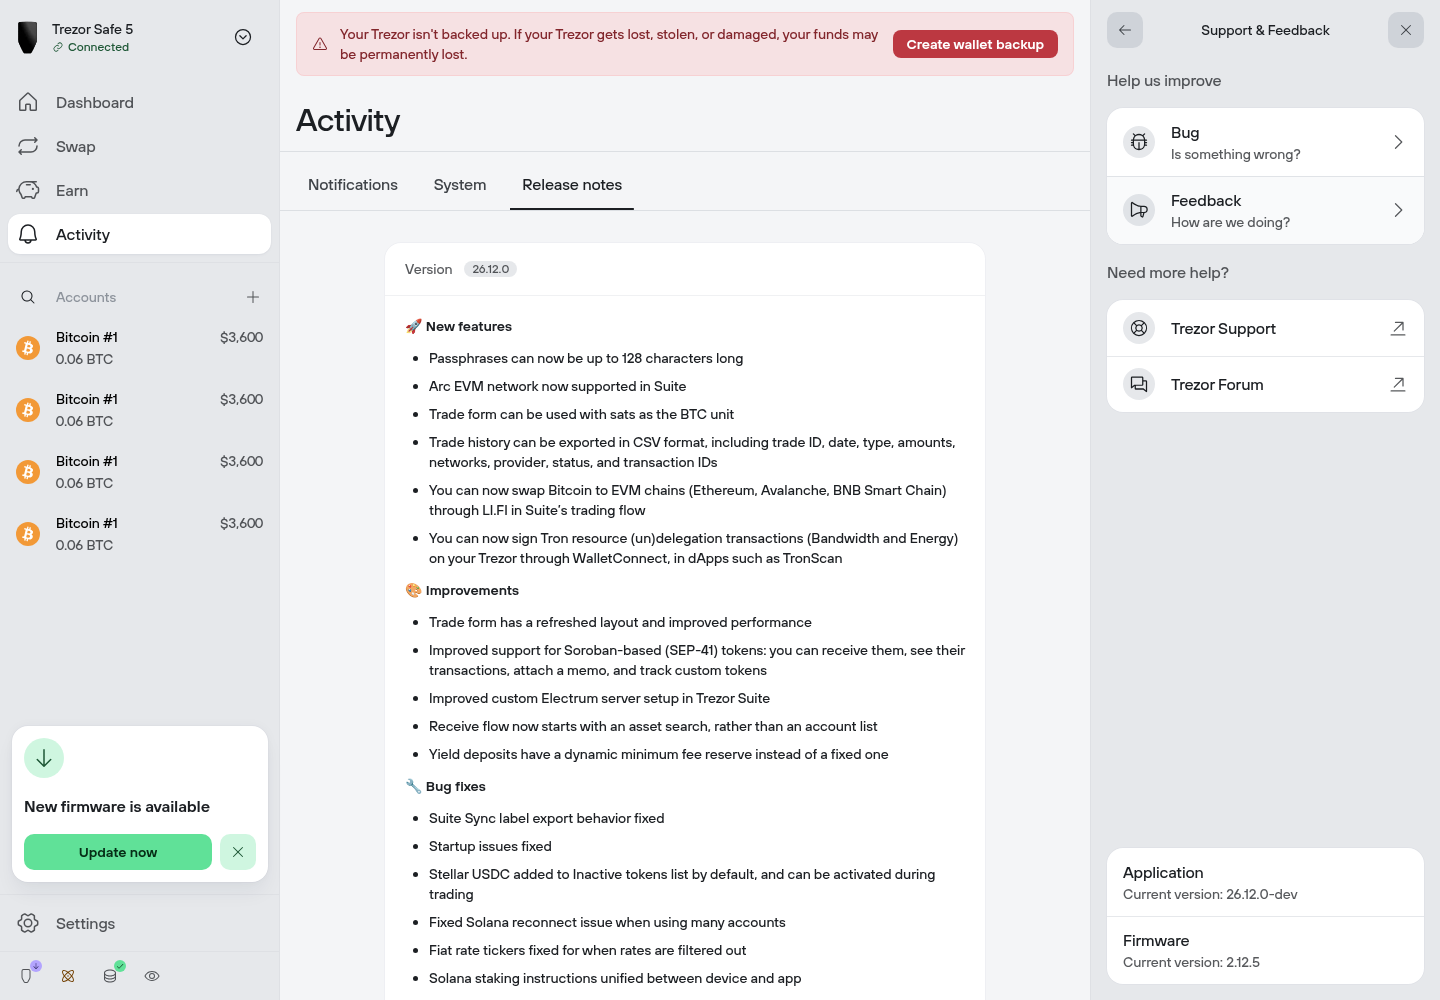 Trezor Safe 5
Connected
Dashboard
Swap
Earn
Activity
Accounts
Bitcoin #1 $3,600
0.06 BTC
Bitcoin #1 $3,600
0.06 BTC
Bitcoin #1 $3,600
0.06 BTC
Bitcoin #1 $3,600
0.06 BTC
New firmware is available
Update now
Settings
Your Trezor isn't backed up. If your Trezor gets lost, stolen, or damaged, your funds may
be permanently lost.
Create wallet backup
Activity
Notifications System Release notes
Version 26.12.0
🚀 New features
• Passphrases can now be up to 128 characters long
• Arc EVM network now supported in Suite
• Trade form can be used with sats as the BTC unit
• Trade history can be exported in CSV format, including trade ID, date, type, amounts,
networks, provider, status, and transaction IDs
• You can now swap Bitcoin to EVM chains (Ethereum, Avalanche, BNB Smart Chain)
through LI.FI in Suite's trading flow
• You can now sign Tron resource (un)delegation transactions (Bandwidth and Energy)
on your Trezor through WalletConnect, in dApps such as TronScan
🎨 Improvements
• Trade form has a refreshed layout and improved performance
• Improved support for Soroban-based (SEP-41) tokens: you can receive them, see their
transactions, attach a memo, and track custom tokens
• Improved custom Electrum server setup in Trezor Suite
• Receive flow now starts with an asset search, rather than an account list
• Yield deposits have a dynamic minimum fee reserve instead of a fixed one
🔧 Bug fixes
• Suite Sync label export behavior fixed
• Startup issues fixed
• Stellar USDC added to Inactive tokens list by default, and can be activated during
trading
• Fixed Solana reconnect issue when using many accounts
• Fiat rate tickers fixed for when rates are filtered out
• Solana staking instructions unified between device and app
Support & Feedback
Help us improve
Bug
Is something wrong?
Feedback
How are we doing?
Need more help?
Trezor Support
Trezor Forum
Application
Current version: 26.12.0-dev
Firmware
Current version: 2.12.5